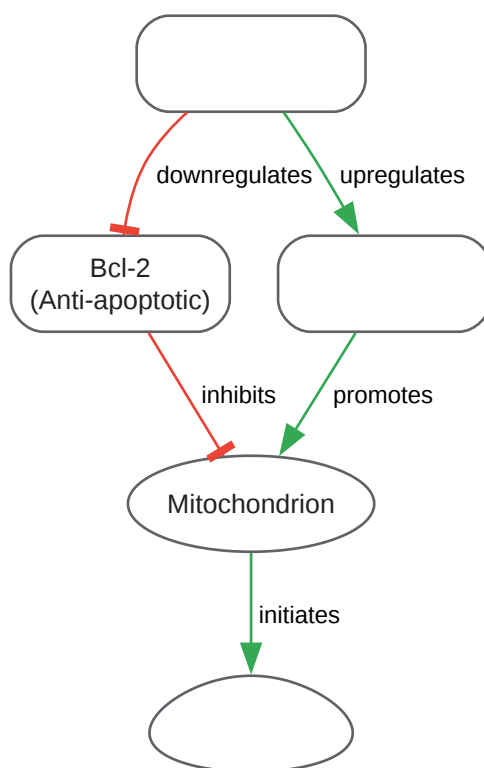 downregulates
upregulates
Bcl-2
(Anti-apoptotic)
inhibits
promotes
Mitochondrion
initiates